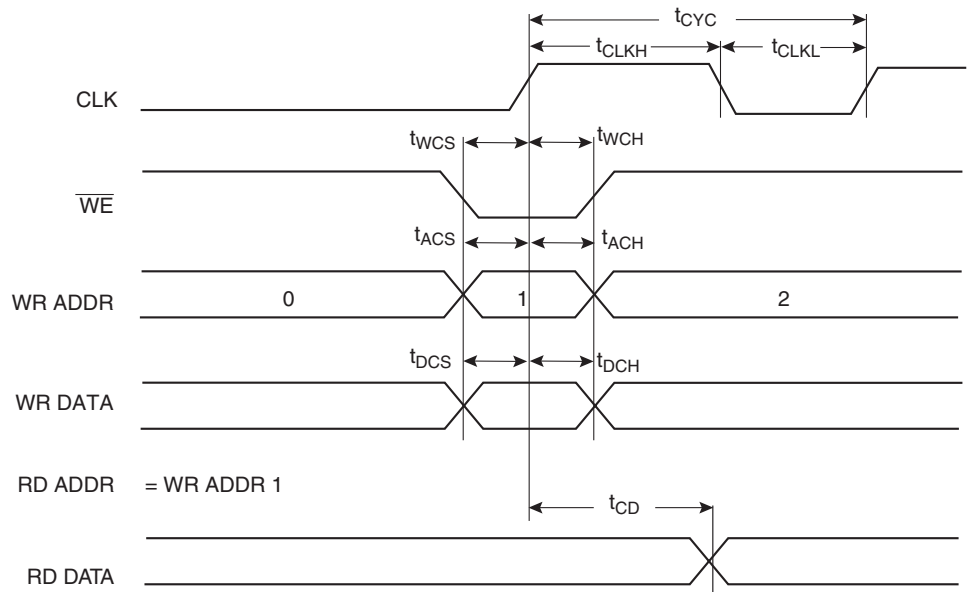 tCYC
tCLKH tCLKL
CLK
tWCS tWCH
WE
tACS tACH
WR ADDR 0 1 2
tDCS tDCH
WR DATA
RD ADDR = WR ADDR 1
tCD
RD DATA